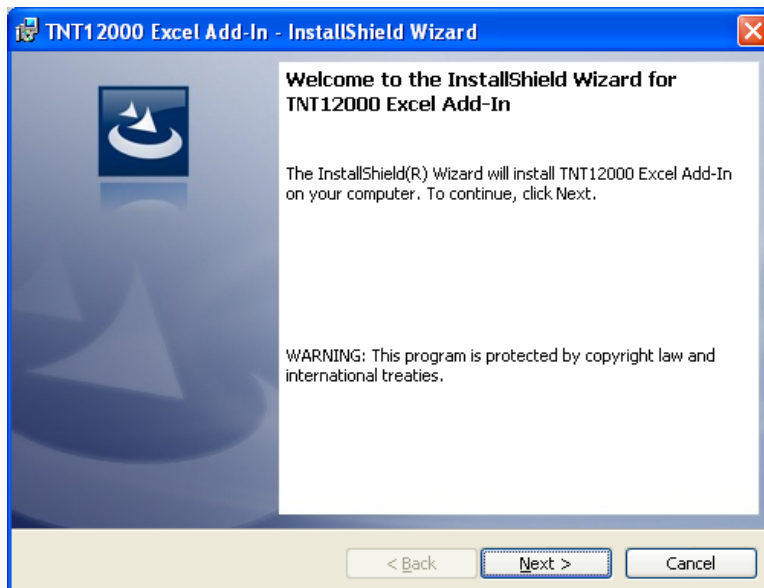 TNT12000 Excel Add-In - InstallShield Wizard
Welcome to the InstallShield Wizard for
TNT12000 Excel Add-In
The InstallShield(R) Wizard will install TNT12000 Excel Add-In
on your computer. To continue, click Next.
WARNING: This program is protected by copyright law and
international treaties.
< Back
Next >
Cancel